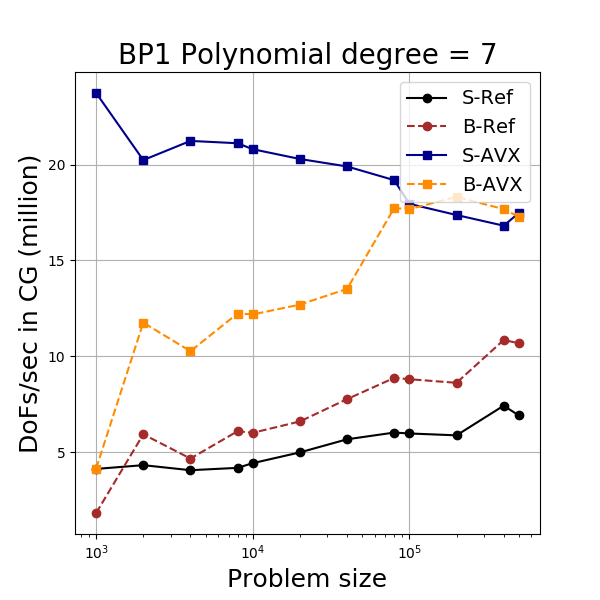 BP1 Polynomial degree = 7
S-Ref
B-Ref
S-AVX
B-AVX
DoFs/sec in CG (million)
20
15
10
5
10³
10⁴
10⁵
Problem size